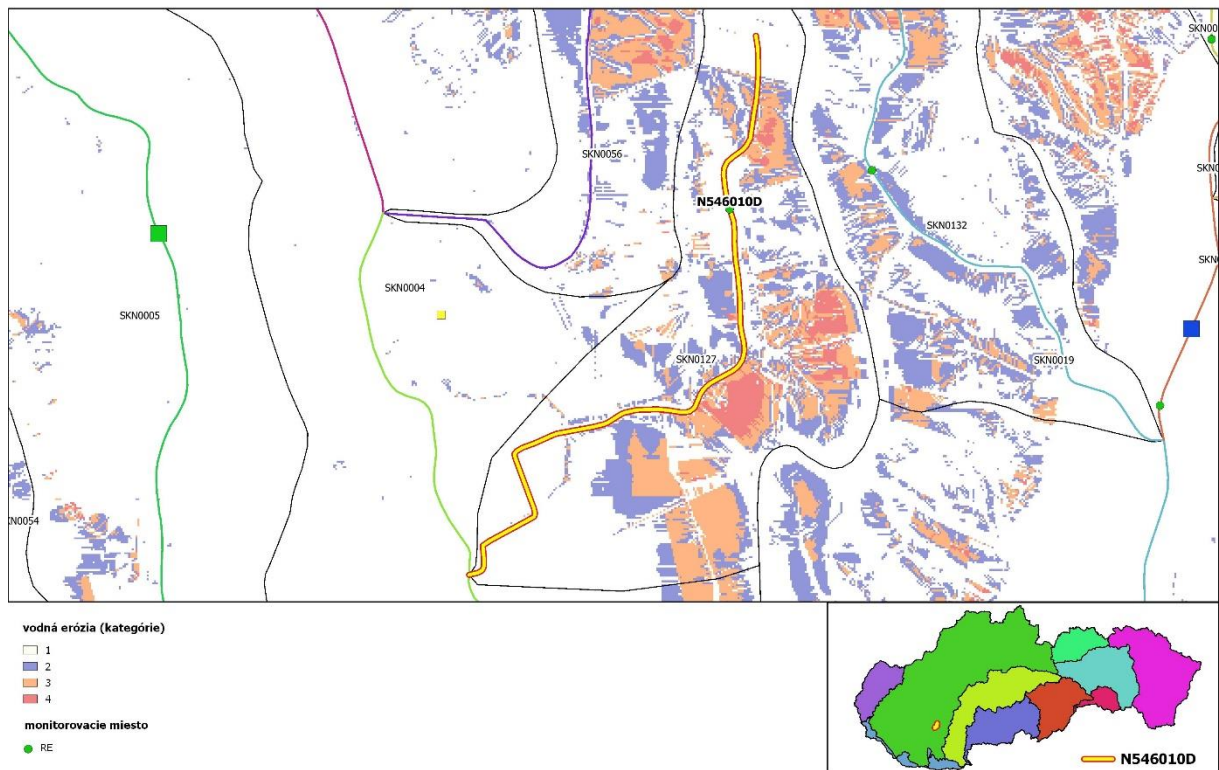 SKN00
SKN0056
N546010D
SKN0132
SKN0004
SKN0005
SKN0127
SKN0019
KN0054
vodná erózia (kategórie)
1
2
3
4
monitorovacie miesto
RE
N546010D